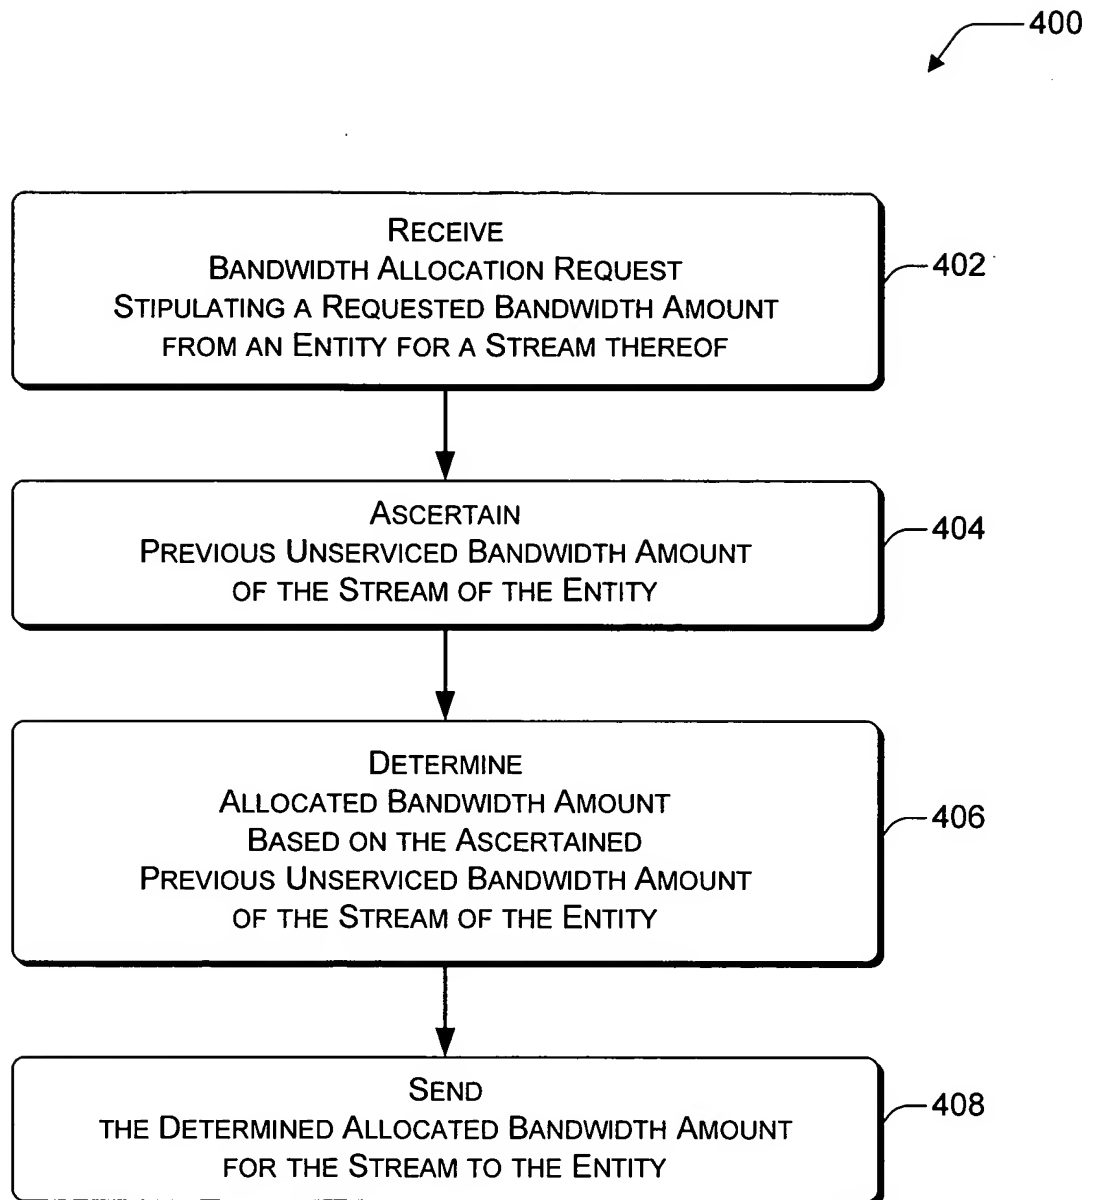 400
RECEIVE
BANDWIDTH ALLOCATION REQUEST
STIPULATING A REQUESTED BANDWIDTH AMOUNT
FROM AN ENTITY FOR A STREAM THEREOF
402
ASCERTAIN
PREVIOUS UNSERVICED BANDWIDTH AMOUNT
OF THE STREAM OF THE ENTITY
404
DETERMINE
ALLOCATED BANDWIDTH AMOUNT
BASED ON THE ASCERTAINED
PREVIOUS UNSERVICED BANDWIDTH AMOUNT
OF THE STREAM OF THE ENTITY
406
SEND
THE DETERMINED ALLOCATED BANDWIDTH AMOUNT
FOR THE STREAM TO THE ENTITY
408